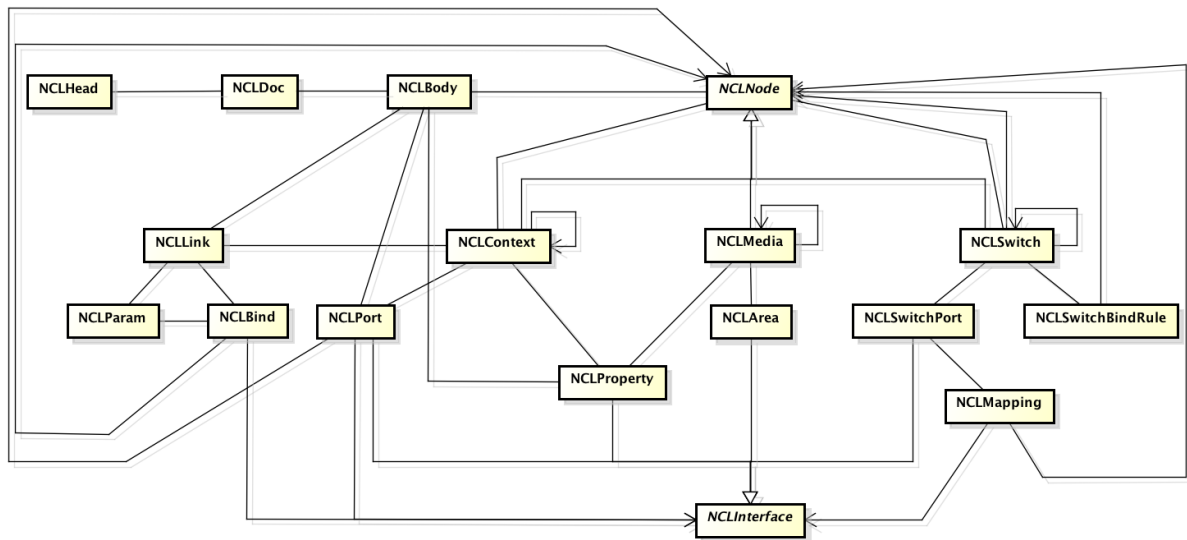 NCLHead
NCLDoc
NCLBody
NCLNode
NCLLink
NCLContext
NCLMedia
NCLSwitch
NCLParam
NCLBind
NCLPort
NCLArea
NCLSwitchPort
NCLSwitchBindRule
NCLProperty
NCLMapping
NCLInterface